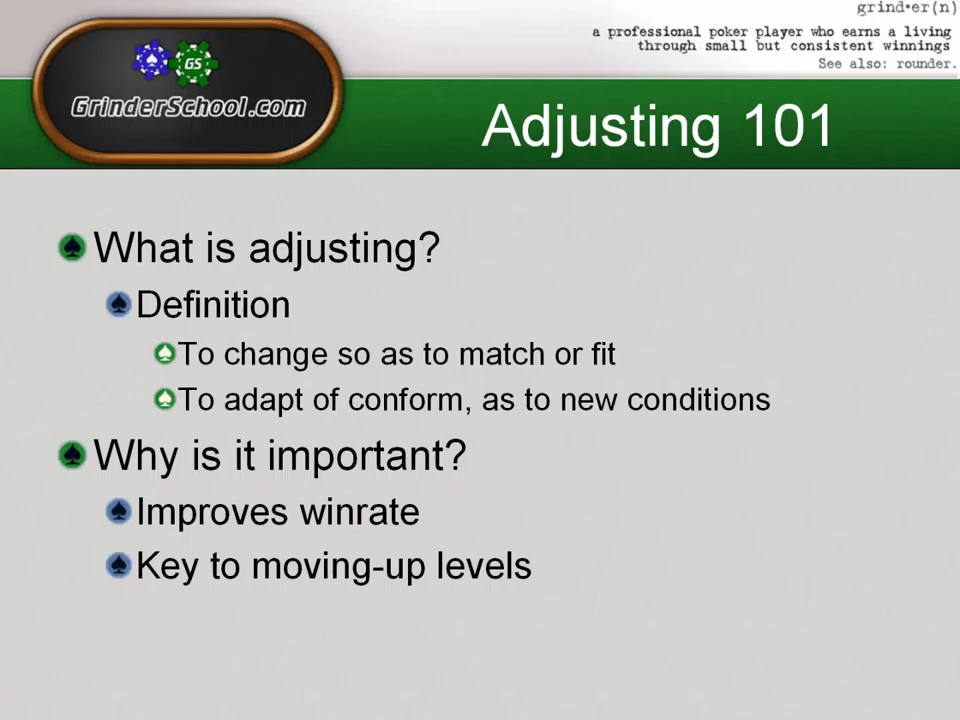 grind•er(n)
a professional poker player who earns a living
through small but consistent winnings
See also: rounder.
GS
GrinderSchool.com
Adjusting 101
What is adjusting?
Definition
To change so as to match or fit
To adapt of conform, as to new conditions
Why is it important?
Improves winrate
Key to moving-up levels